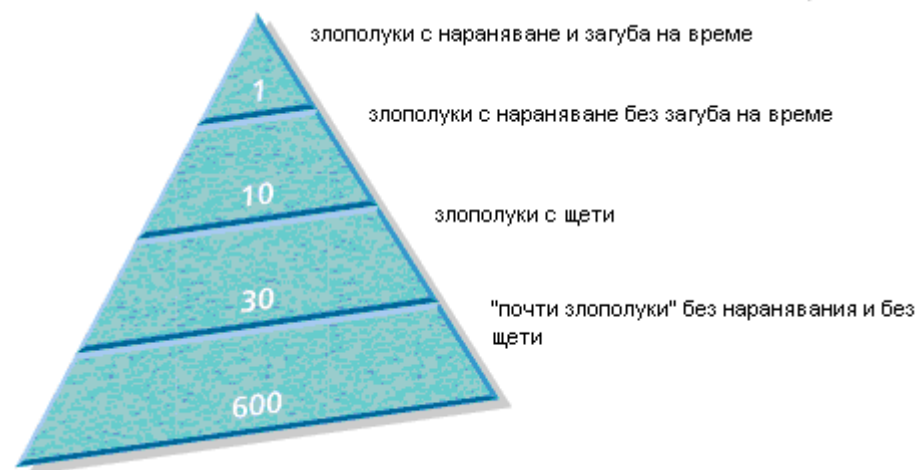 злополуки с нараняване и загуба на време
1
злополуки с нараняване без загуба на време
10
злополуки с щети
30
"почти злополуки" без наранявания и без
щети
600